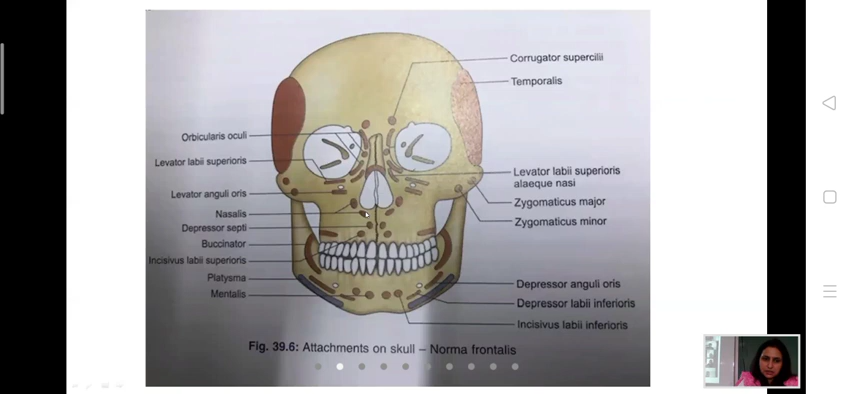 Corrugator supercilii
Temporalis
Orbicularis oculi
Levator labii superioris
Levator anguli oris
Nasalis
Depressor septi
Buccinator
Incisivus labii superioris
Platysma
Mentalis
Levator labii superioris
alaeque nasi
Zygomaticus major
Zygomaticus minor
Depressor anguli oris
Depressor labii inferioris
Incisivus labii inferioris
Fig. 39.6: Attachments on skull – Norma frontalis